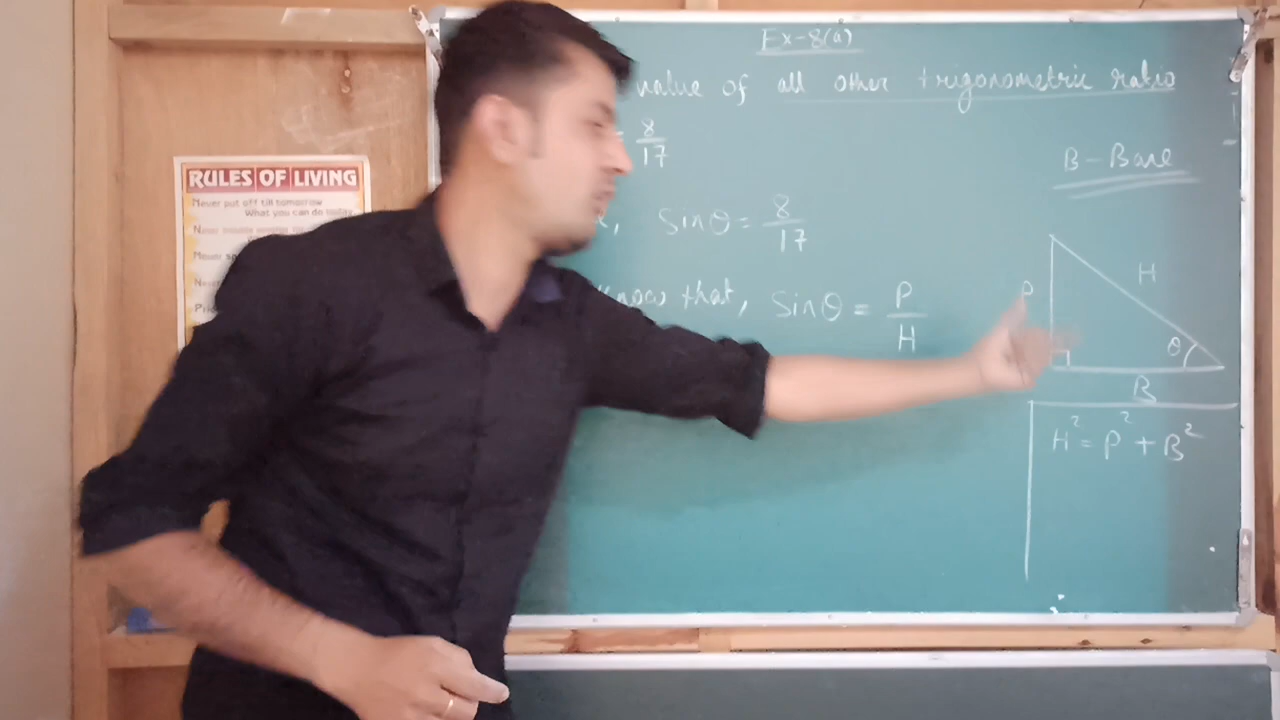 RULES OF LIVING
Never put off till tomorrow
What you can do today
Ex-8(a)
value of all other trigonometric ratio
= 8/17
B - Base
, Sinθ = 8/17
know that, Sinθ = P/H
P
H
θ
B
H² = P² + B²